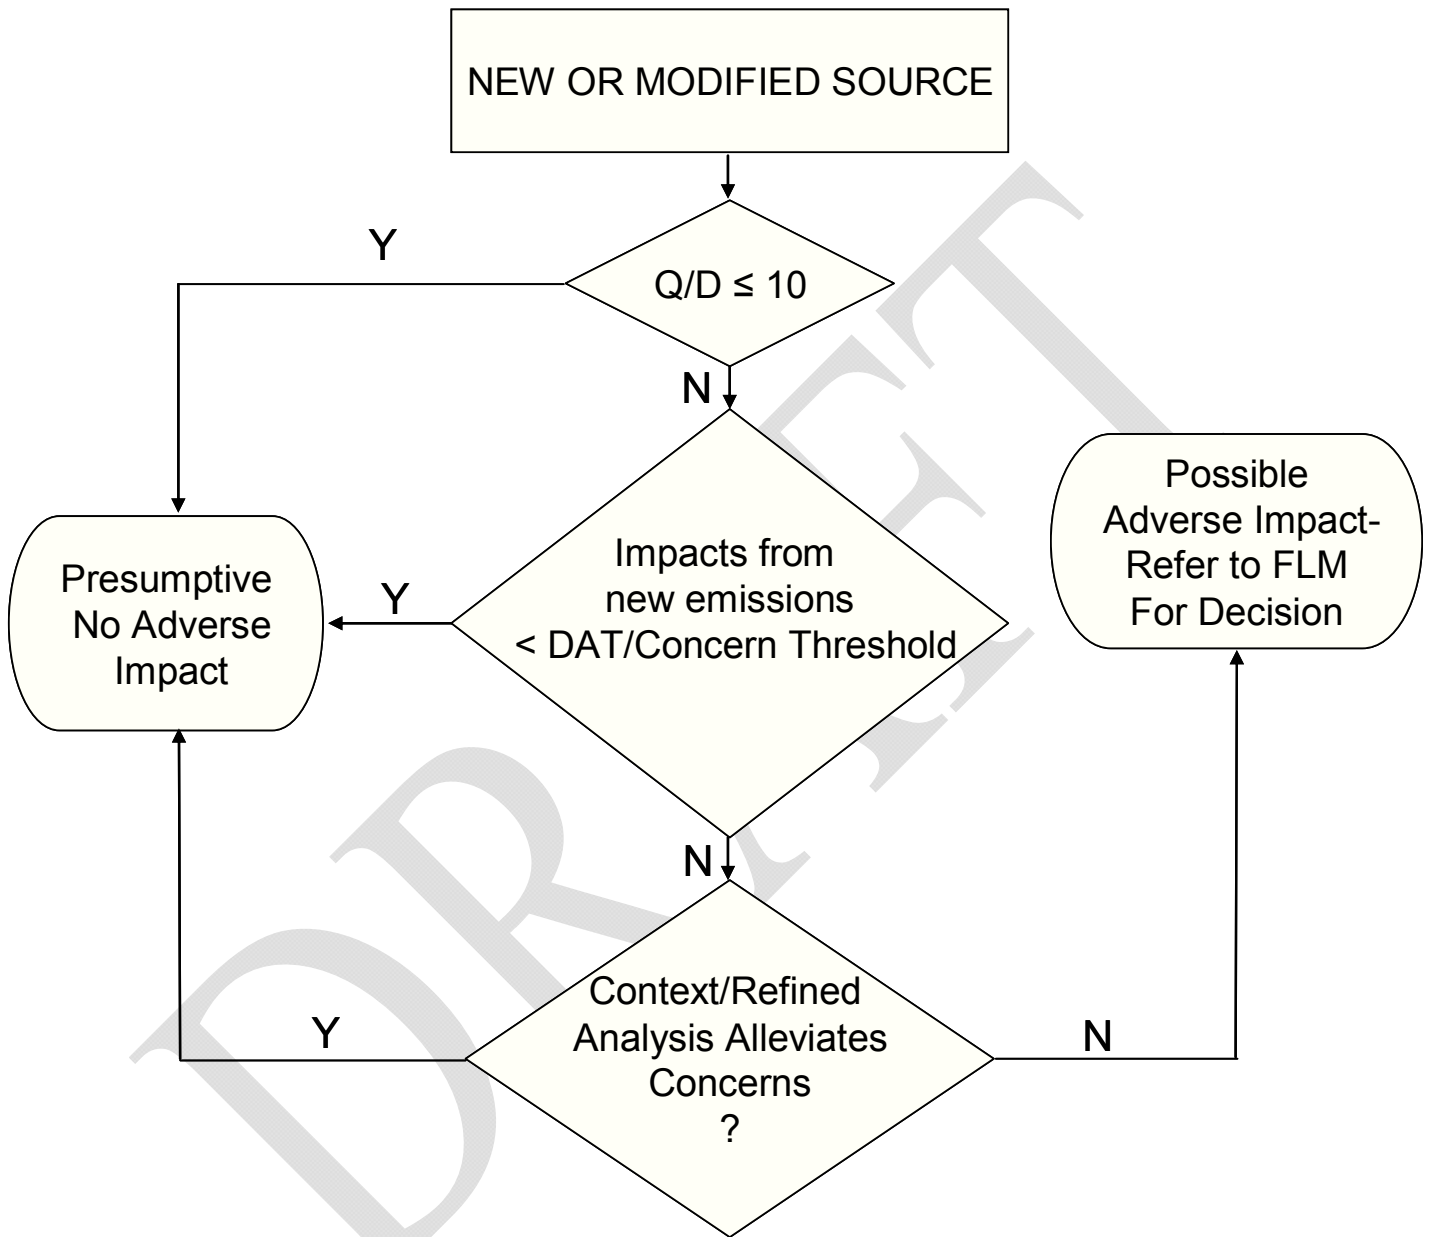 NEW OR MODIFIED SOURCE
Y
Q/D ≤ 10
N
Possible
Adverse Impact-
Refer to FLM
For Decision
Impacts from
new emissions
< DAT/Concern Threshold
Y
Presumptive
No Adverse
Impact
N
Context/Refined
Analysis Alleviates
Concerns
?
Y
N
DRAFT